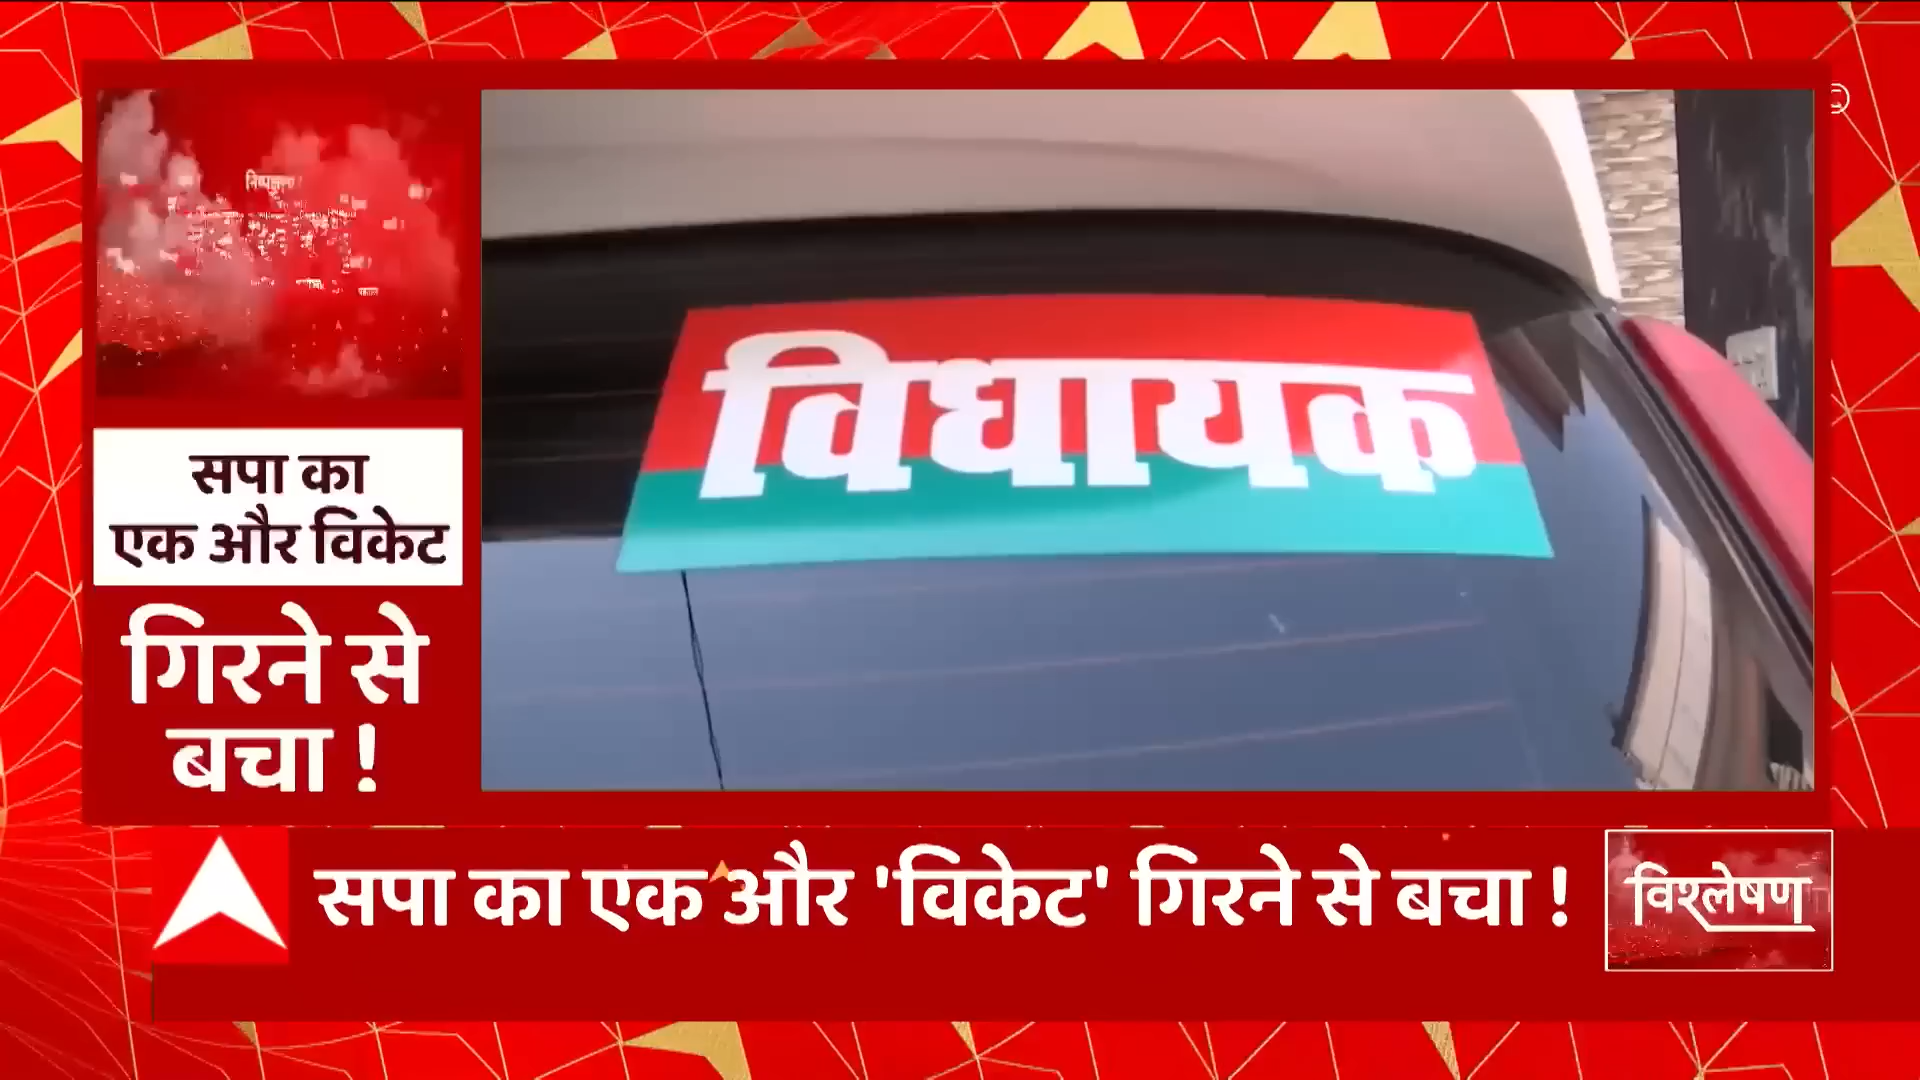 सपा का
एक और विकेट
गिरने से
बचा !
विधायक
सपा का एक और 'विकेट' गिरने से बचा !
विश्लेषण